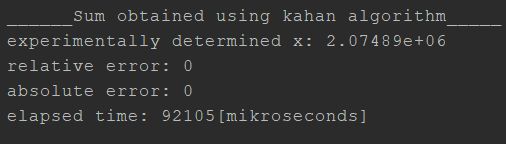 ______Sum obtained using kahan algorithm_____
experimentally determined x: 2.07489e+06
relative error: 0
absolute error: 0
elapsed time: 92105[mikroseconds]